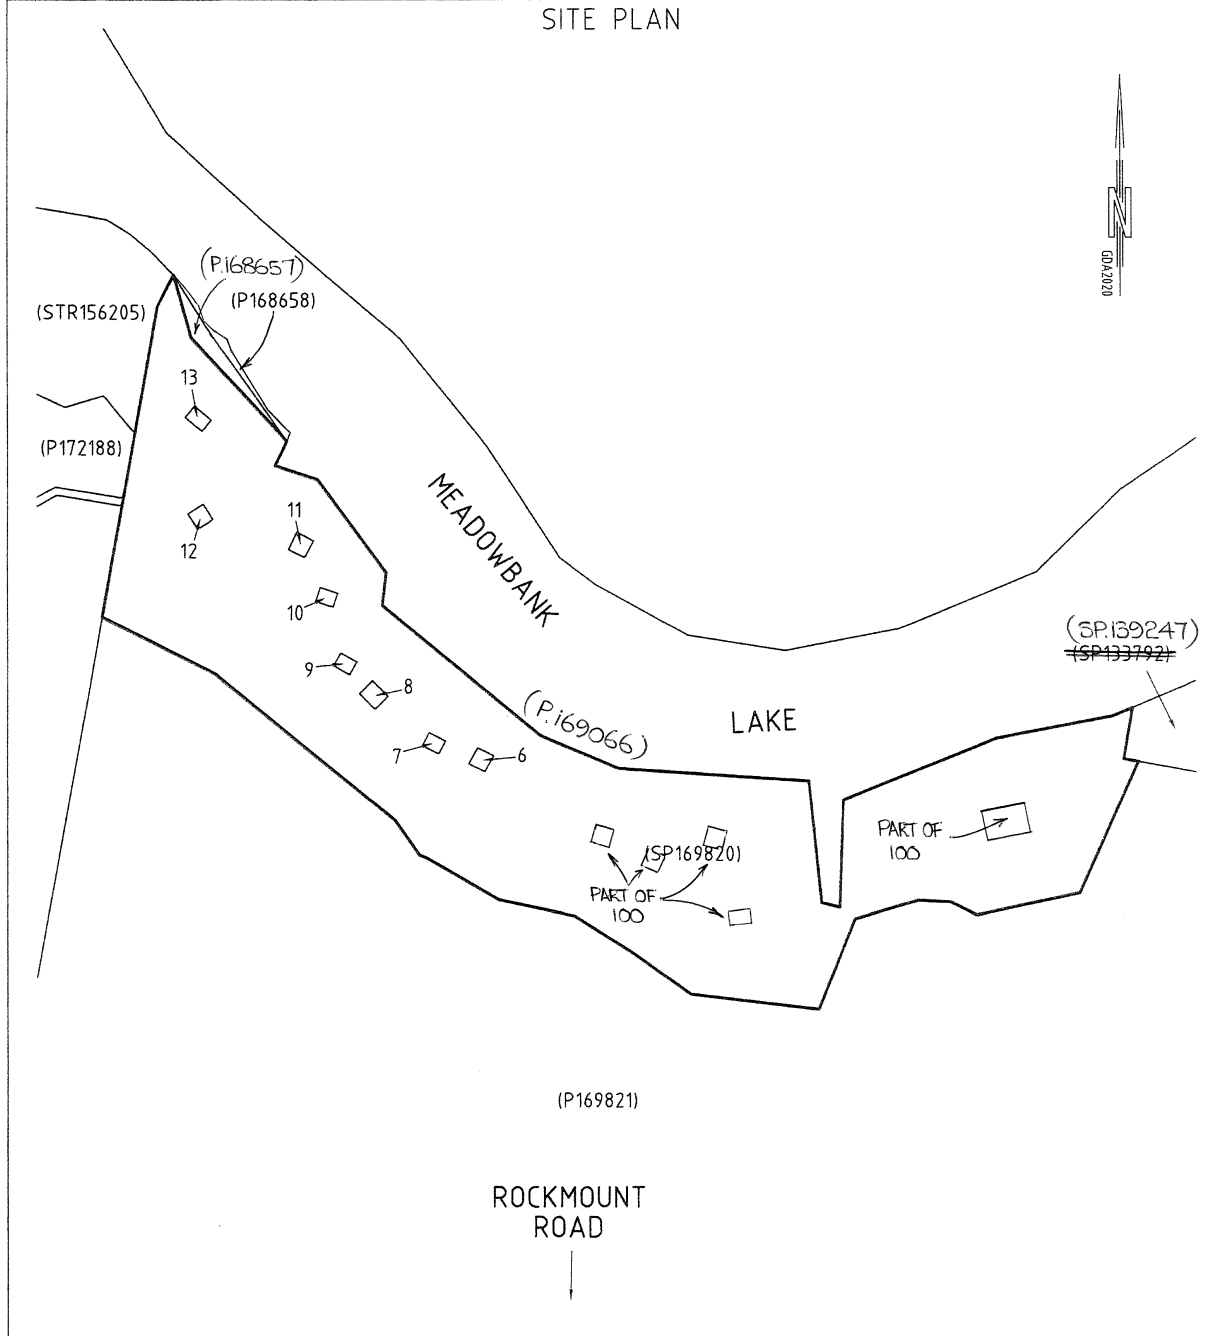 SITE PLAN
N
GDA2020
(P.168657)
(P168658)
(STR156205)
13
(P172188)
MEADOWBANK
11
12
10
(SP.139247)
(SP133792)
9
8
(P.169066)
LAKE
7
6
PART OF
100
(SP169820)
PART OF
100
(P169821)
ROCKMOUNT
ROAD